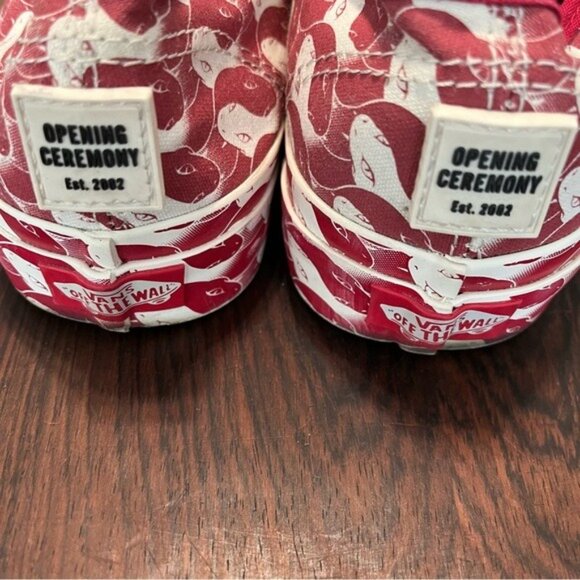 OPENING
CEREMONY
Est. 2002
OPENING
CEREMONY
Est. 2002
VANS
"OFF THE WALL"
VANS
"OFF THE WALL"